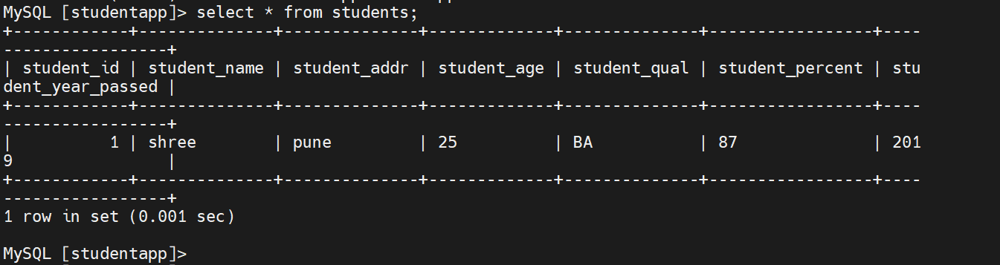 MySQL [studentapp]> select * from students;
+------------+--------------+--------------+-------------+--------------+-----------------+----
-----------------+
| student_id | student_name | student_addr | student_age | student_qual | student_percent | stu
dent_year_passed |
+------------+--------------+--------------+-------------+--------------+-----------------+----
-----------------+
|          1 | shree        | pune         | 25          | BA           | 87              | 201
9                |
+------------+--------------+--------------+-------------+--------------+-----------------+----
-----------------+
1 row in set (0.001 sec)
MySQL [studentapp]>